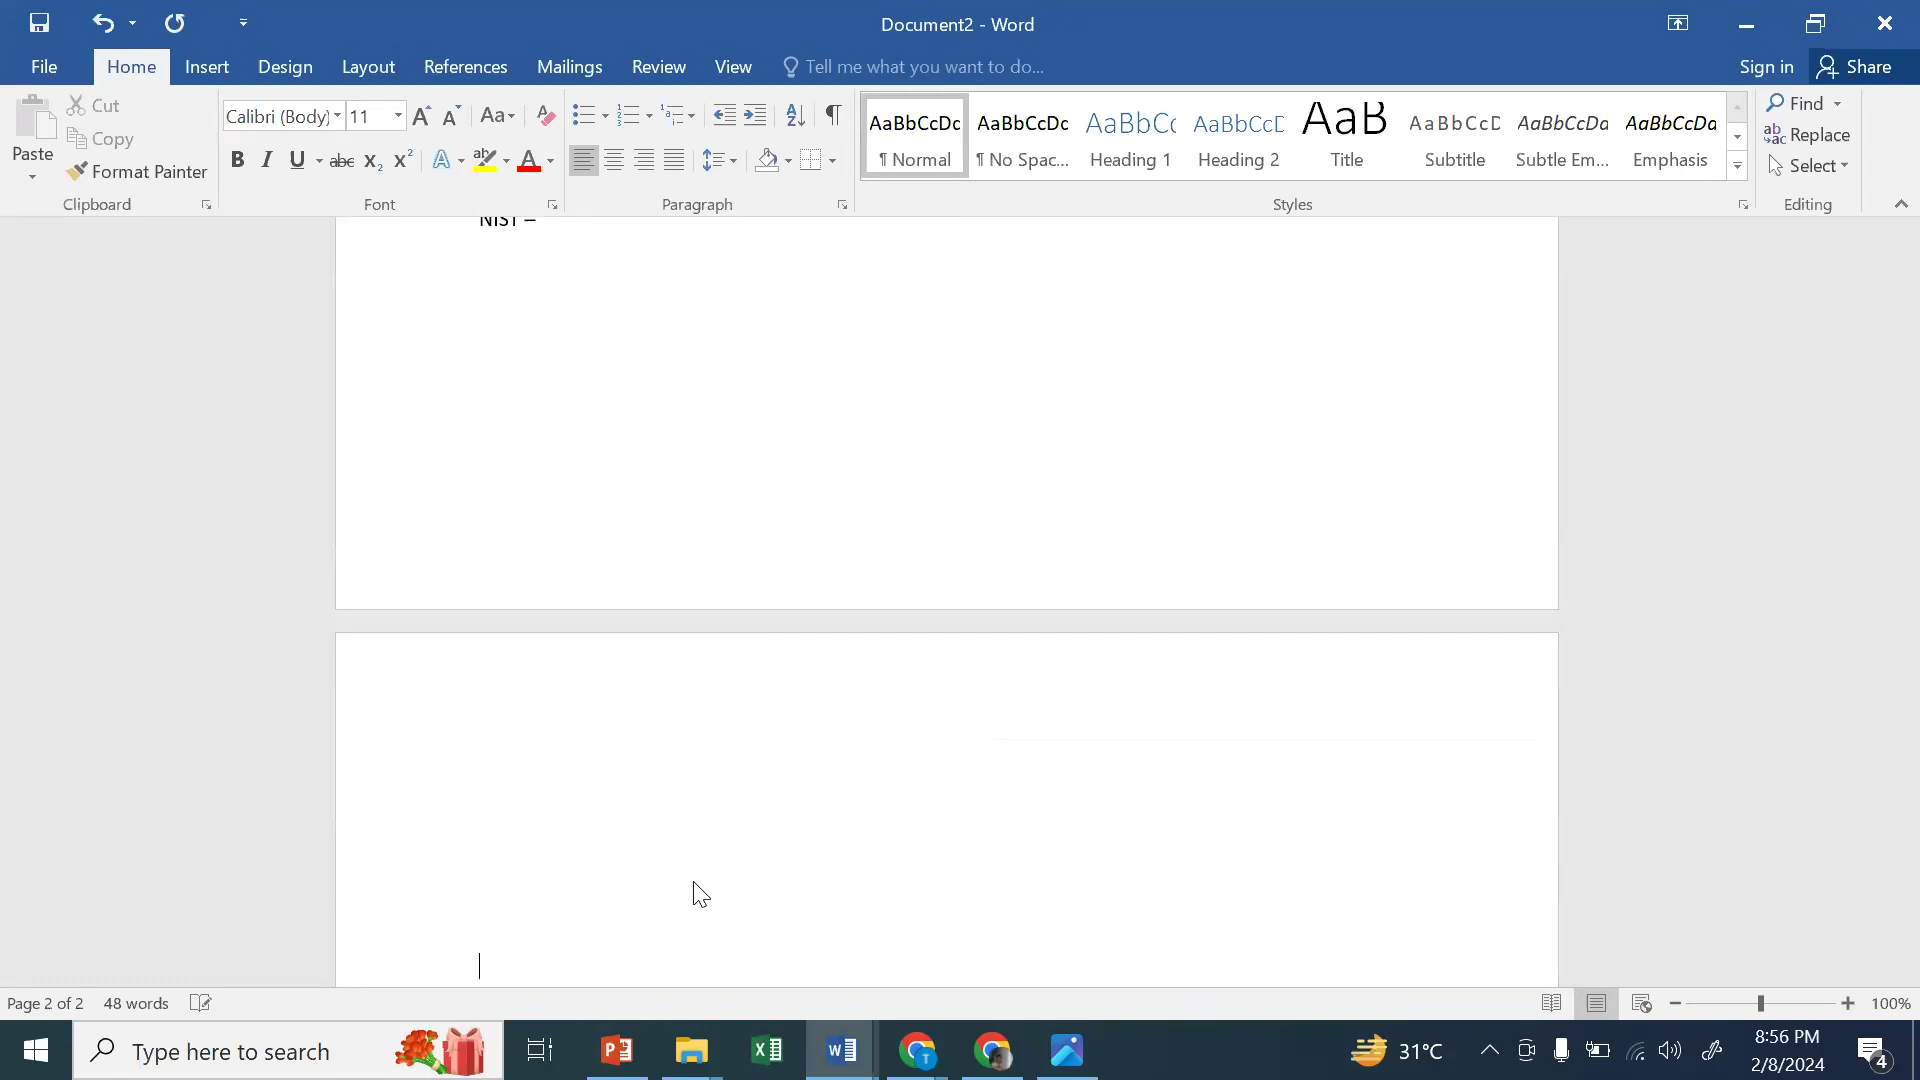 Document2 - Word
File
Home
Insert
Design
Layout
References
Mailings
Review
View
Tell me what you want to do...
Sign in
Share
Paste
Cut
Copy
Format Painter
Clipboard
Calibri (Body)
11
Aa
Font
Paragraph
AaBbCcDc
¶ Normal
AaBbCcDc
¶ No Spac...
AaBbCc
Heading 1
AaBbCcD
Heading 2
AaB
Title
AaBbCcD
Subtitle
AaBbCcDa
Subtle Em...
AaBbCcDa
Emphasis
Styles
Find
Replace
Select
Editing
NIST =
Page 2 of 2
48 words
100%
Type here to search
31°C
8:56 PM
2/8/2024
4